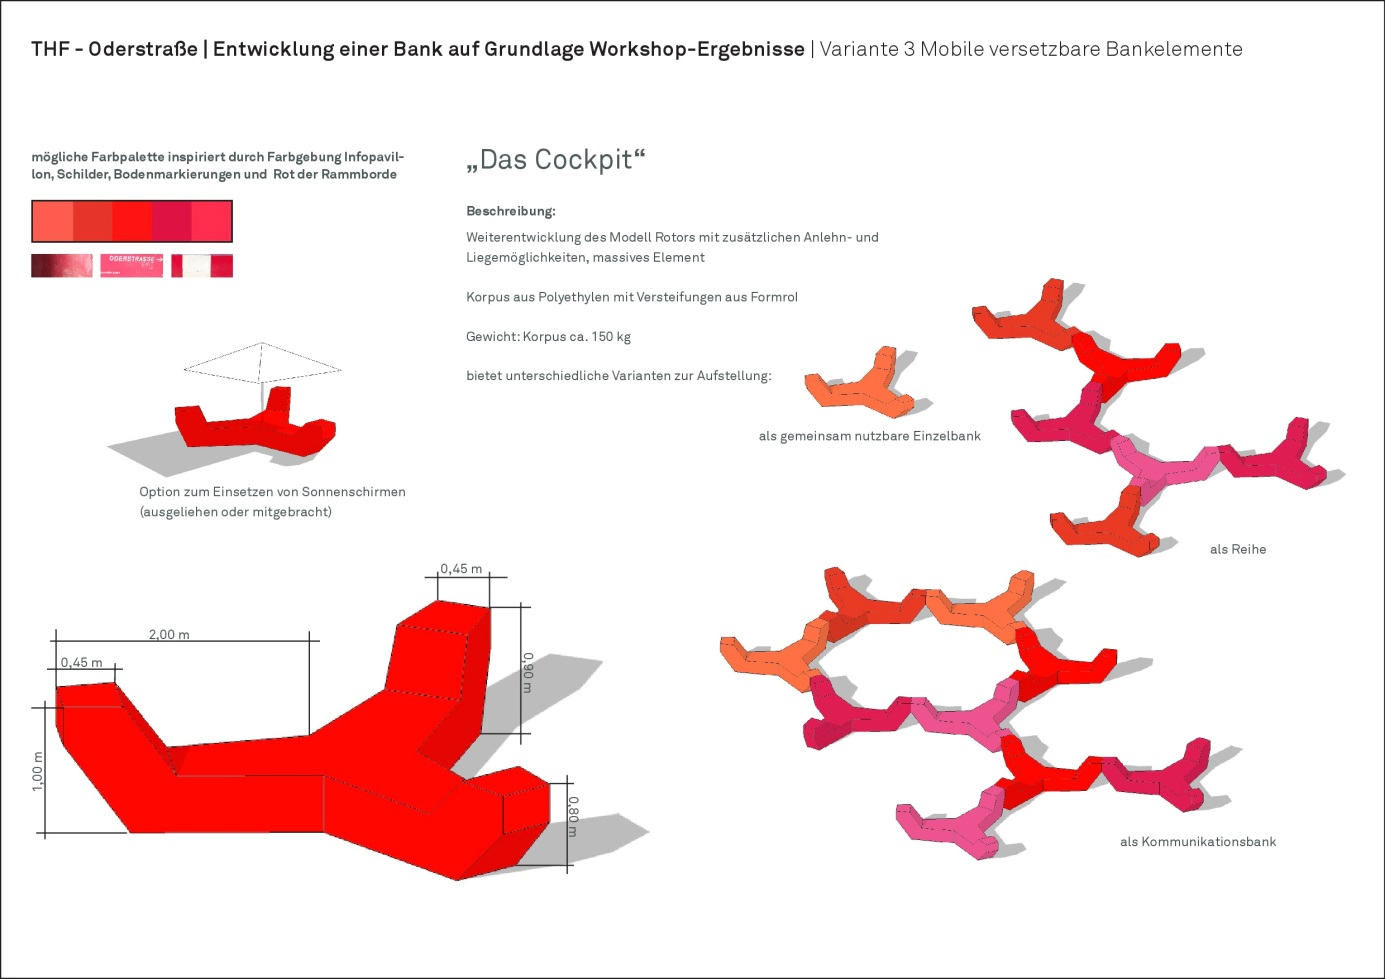 THF - Oderstraße | Entwicklung einer Bank auf Grundlage Workshop-Ergebnisse | Variante 3 Mobile versetzbare Bankelemente
mögliche Farbpalette inspiriert durch Farbgebung Infopavil-
lon, Schilder, Bodenmarkierungen und Rot der Rammborde
ODERSTRASSE
„Das Cockpit“
Beschreibung:
Weiterentwicklung des Modell Rotors mit zusätzlichen Anlehn- und
Liegemöglichkeiten, massives Element
Korpus aus Polyethylen mit Versteifungen aus Formrol
Gewicht: Korpus ca. 150 kg
bietet unterschiedliche Varianten zur Aufstellung:
als gemeinsam nutzbare Einzelbank
als Reihe
als Kommunikationsbank
Option zum Einsetzen von Sonnenschirmen
(ausgeliehen oder mitgebracht)
0,45 m
2,00 m
0,45 m
0,90 m
1,00 m
0,80 m